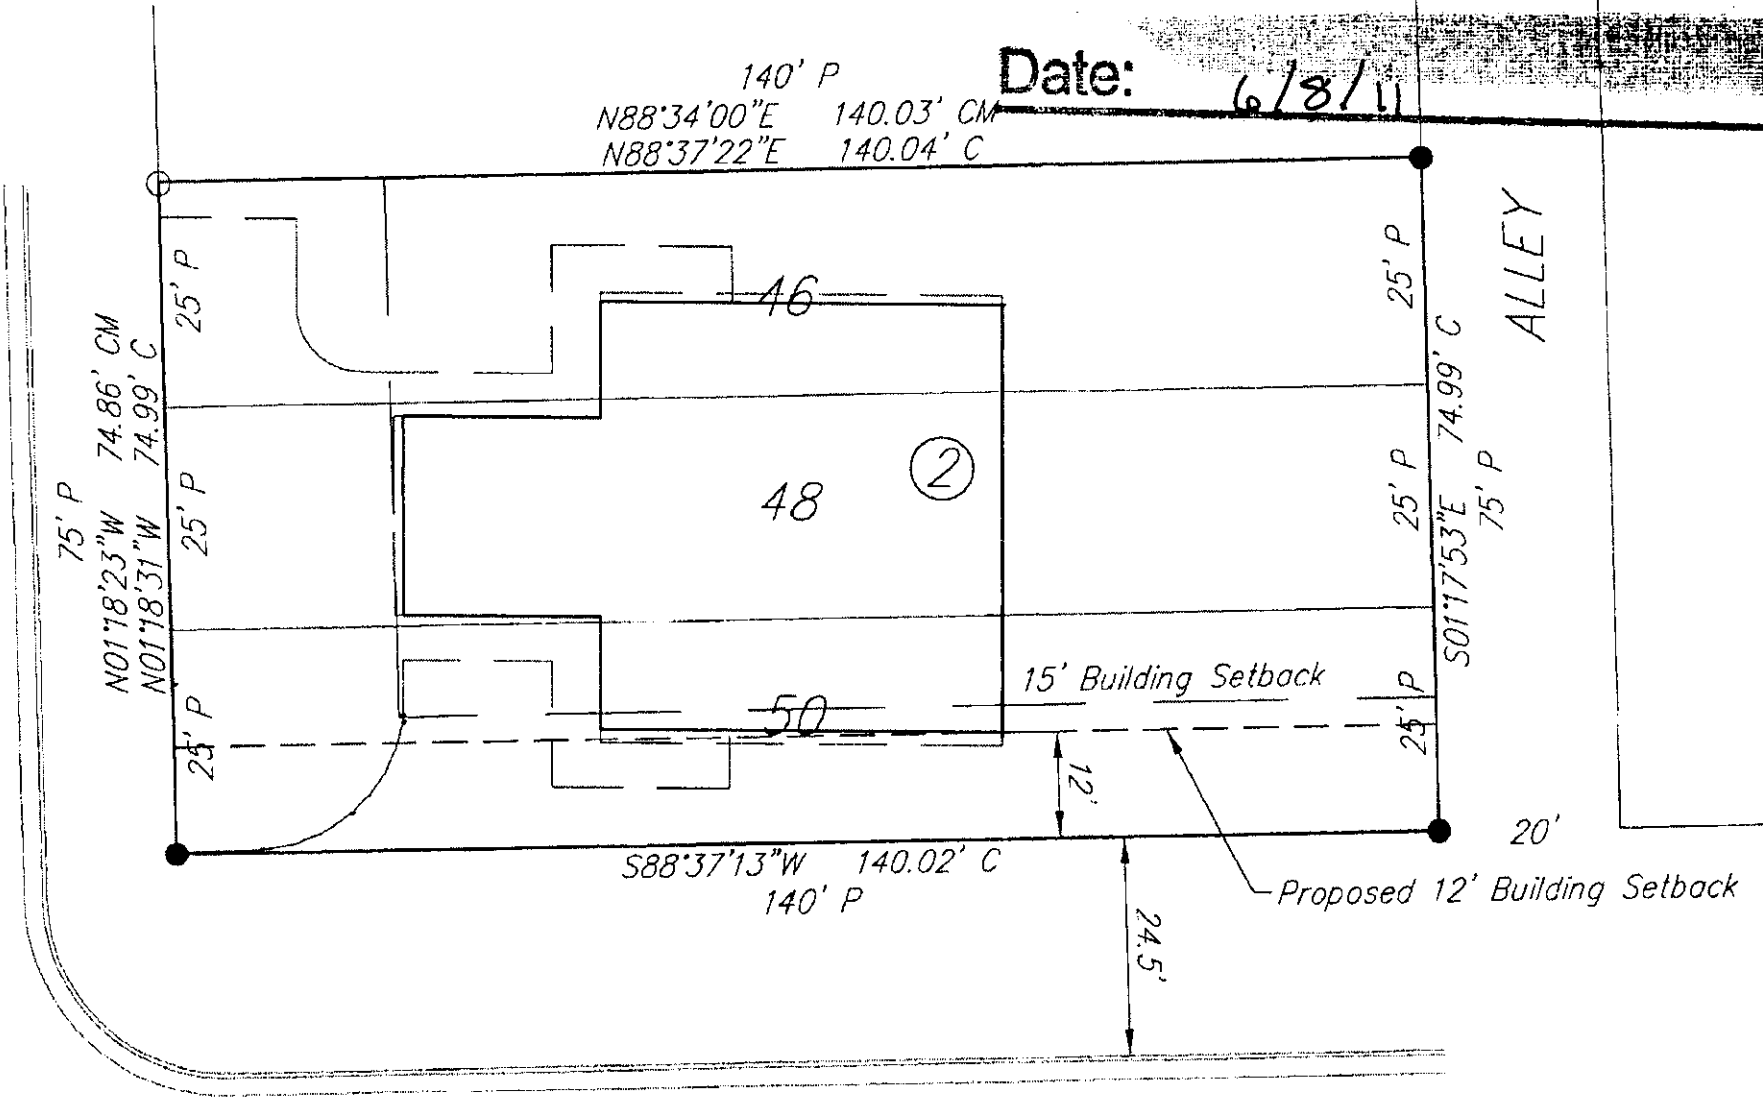 Date: 6/8/11
140' P
N88°34'00"E 140.03' CM
N88°37'22"E 140.04' C
ALLEY
25' P
25' P
25' P
75' P
N01°18'23"W 74.86' CM
N01°18'31"W 74.99' C
46
48
2
50
25' P
25' P
25' P
S01°17'53"E 74.99' C
75' P
15' Building Setback
12'
20'
S88°37'13"W 140.02' C
140' P
Proposed 12' Building Setback
24.5'